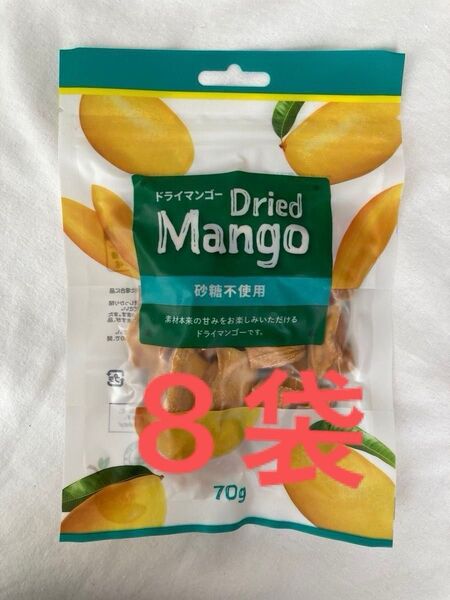 ドライマンゴー Dried
Mango
砂糖不使用
素材本来の甘みをお楽しみいただける
ドライマンゴーです。
8袋
70g